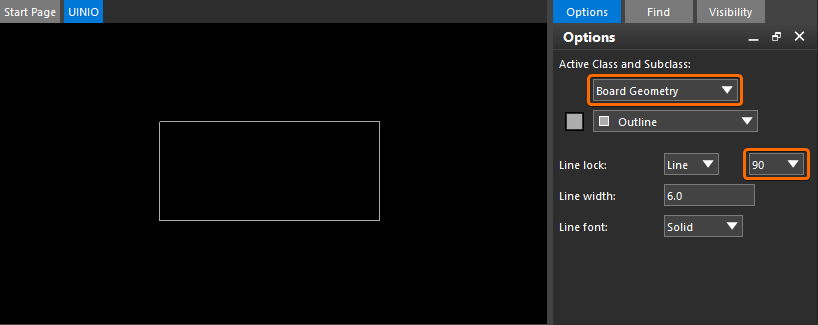 Start Page UINIO
Options Find Visibility
Options
Active Class and Subclass:
Board Geometry
Outline
Line lock: Line 90
Line width: 6.0
Line font: Solid